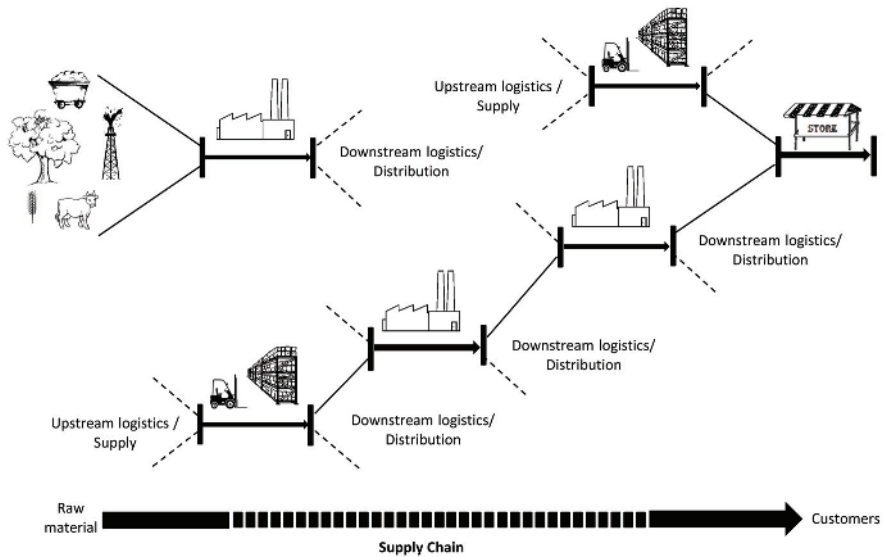 Upstream logistics /
Supply
STORE
Downstream logistics/
Distribution
Downstream logistics/
Distribution
Downstream logistics/
Distribution
Upstream logistics /
Supply
Downstream logistics/
Distribution
Raw
material
Customers
Supply Chain